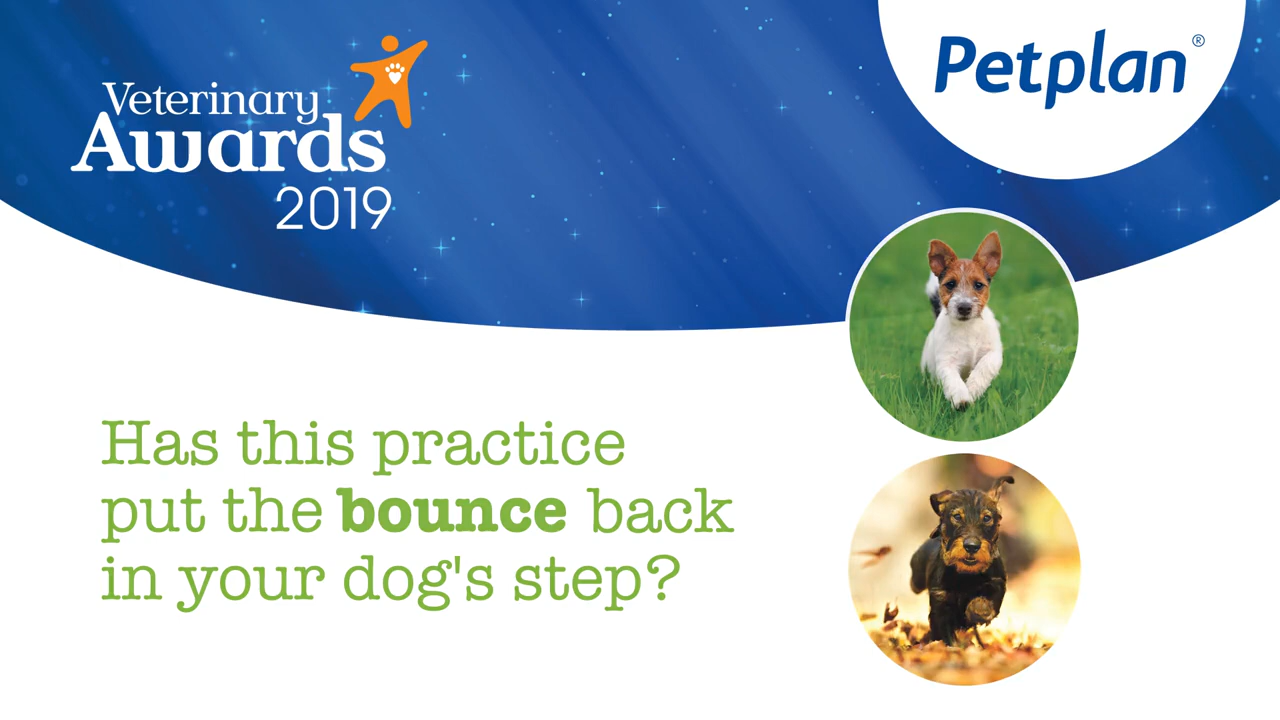 Veterinary
Awards
2019
Petplan®
Has this practice
put the bounce back
in your dog's step?